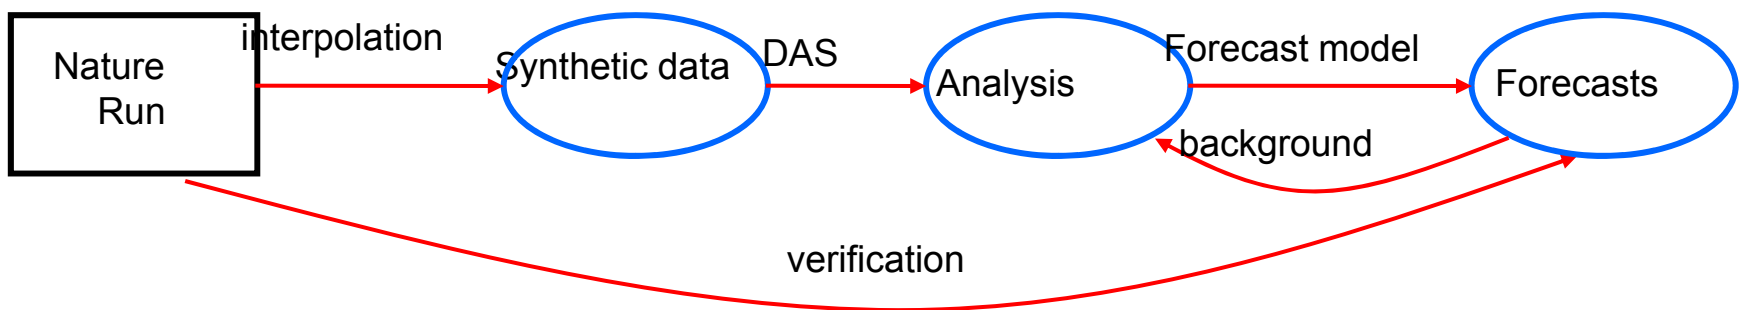 Nature
Run
interpolation
Synthetic data
DAS
Analysis
Forecast model
Forecasts
background
verification